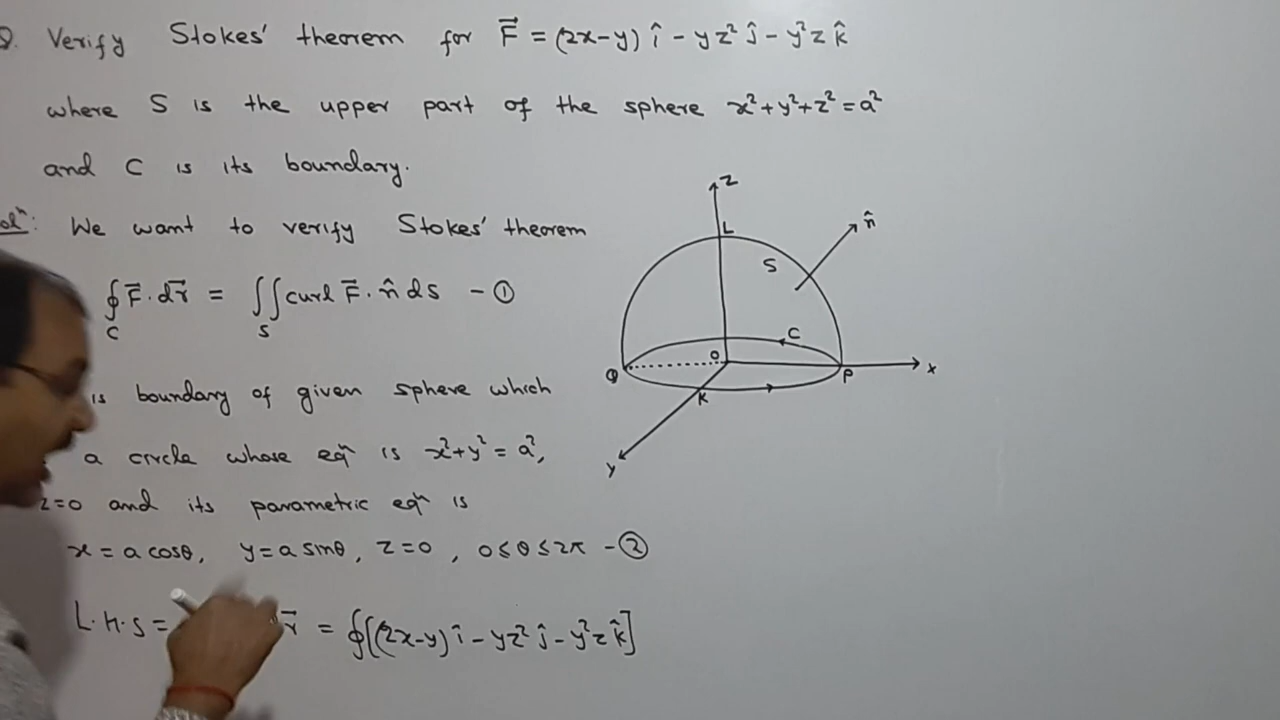 Q. Verify Stokes' theorem for F⃗ = (2x-y) î - yz² ĵ - y²z k̂
where S is the upper part of the sphere x²+y²+z² = a²
and C is its boundary.
Solⁿ: We want to verify Stokes' theorem
∮_C F⃗.dr⃗ = ∬_S curl F⃗.n̂ ds - ①
is boundary of given sphere which
a circle whose eqⁿ is x²+y² = a²,
z=0 and its parametric eqⁿ is
x = a cosθ, y = a sinθ, z=0, 0≤θ≤2π - ②
L.H.S = r⃗ = ∮[(2x-y) î - yz² ĵ - y²z k̂]
z
L
n̂
S
C
O
Q
P
x
K
y